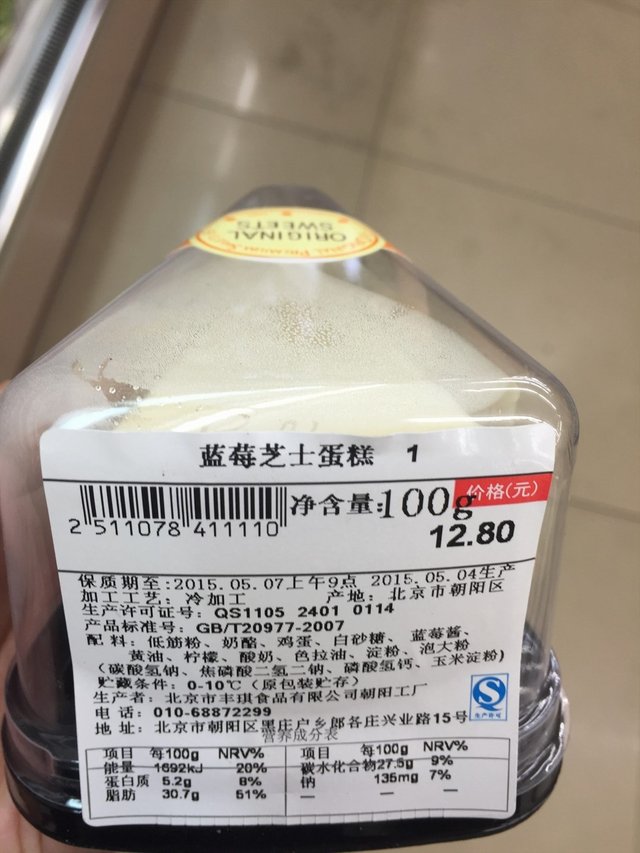 ORIGINAL
SWEETS
蓝莓芝士蛋糕 1
净含量:100g 价格(元)
2 511078 411110
12.80
保质期至:2015.05.07上午9点 2015.05.04生产
加工工艺: 冷加工 产地: 北京市朝阳区
生产许可证号: QS1105 2401 0114
产品标准号: GB/T20977-2007
配 料: 低筋粉、奶酪、鸡蛋、白砂糖、 蓝莓酱、
黄油、柠檬、酸奶、色拉油、淀粉、泡大粉
(碳酸氢钠、焦磷酸二氢二钠、磷酸氢钙、玉米淀粉)
贮藏条件: 0-10℃ (原包装贮存)
生产者: 北京市丰琪食品有限公司朝阳工厂
电 话: 010-68872299
生产许可
地 址: 北京市朝阳区黑庄户乡郎各庄兴业路15号
营养成分表
项目 每100g NRV% 项目 每100g NRV%
能量 1692kJ 20% 碳水化合物27.5g 9%
蛋白质 5.2g 8% 钠 135mg 7%
脂肪 30.7g 51% — — —